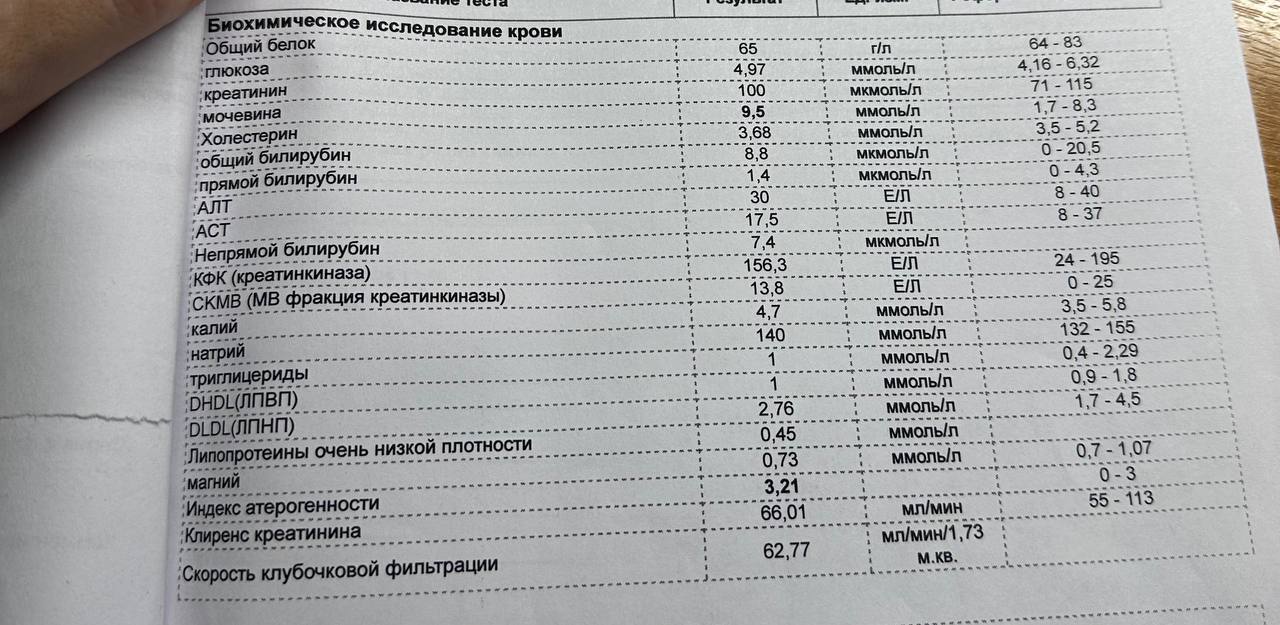 теста
Биохимическое исследование крови
Общий белок 65 г/л 64 - 83
глюкоза 4,97 ммоль/л 4,16 - 6,32
креатинин 100 мкмоль/л 71 - 115
мочевина 9,5 ммоль/л 1,7 - 8,3
Холестерин 3,68 ммоль/л 3,5 - 5,2
общий билирубин 8,8 мкмоль/л 0 - 20,5
прямой билирубин 1,4 мкмоль/л 0 - 4,3
АЛТ 30 Е/Л 8 - 40
АСТ 17,5 Е/Л 8 - 37
Непрямой билирубин 7,4 мкмоль/л
КФК (креатинкиназа) 156,3 Е/Л 24 - 195
СКМВ (МВ фракция креатинкиназы) 13,8 Е/Л 0 - 25
калий 4,7 ммоль/л 3,5 - 5,8
натрий 140 ммоль/л 132 - 155
триглицериды 1 ммоль/л 0,4 - 2,29
DHDL(ЛПВП) 1 ммоль/л 0,9 - 1,8
DLDL(ЛПНП) 2,76 ммоль/л 1,7 - 4,5
Липопротеины очень низкой плотности 0,45 ммоль/л
магний 0,73 ммоль/л 0,7 - 1,07
Индекс атерогенности 3,21 0 - 3
Клиренс креатинина 66,01 мл/мин 55 - 113
Скорость клубочковой фильтрации 62,77 мл/мин/1,73
м.кв.